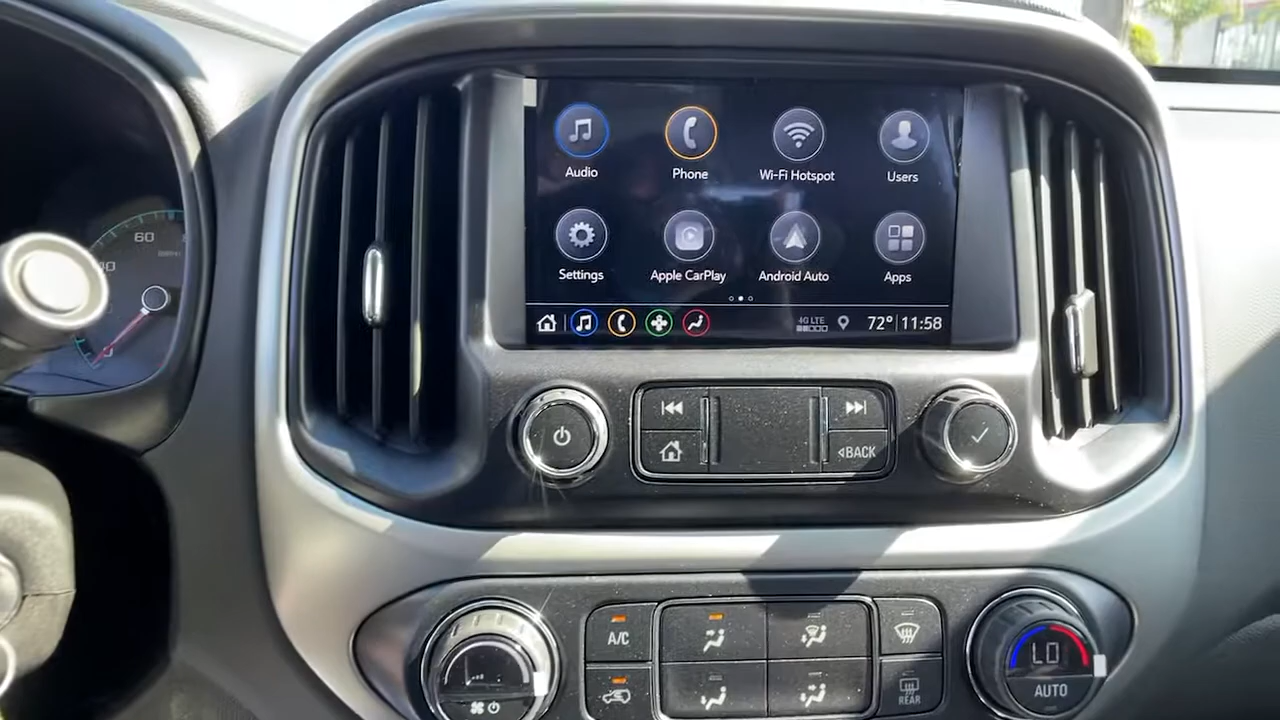 Audio
Phone
Wi-Fi Hotspot
Users
Settings
Apple CarPlay
Android Auto
Apps
4G LTE
72° 11:58
60
BACK
A/C
REAR
LO
AUTO